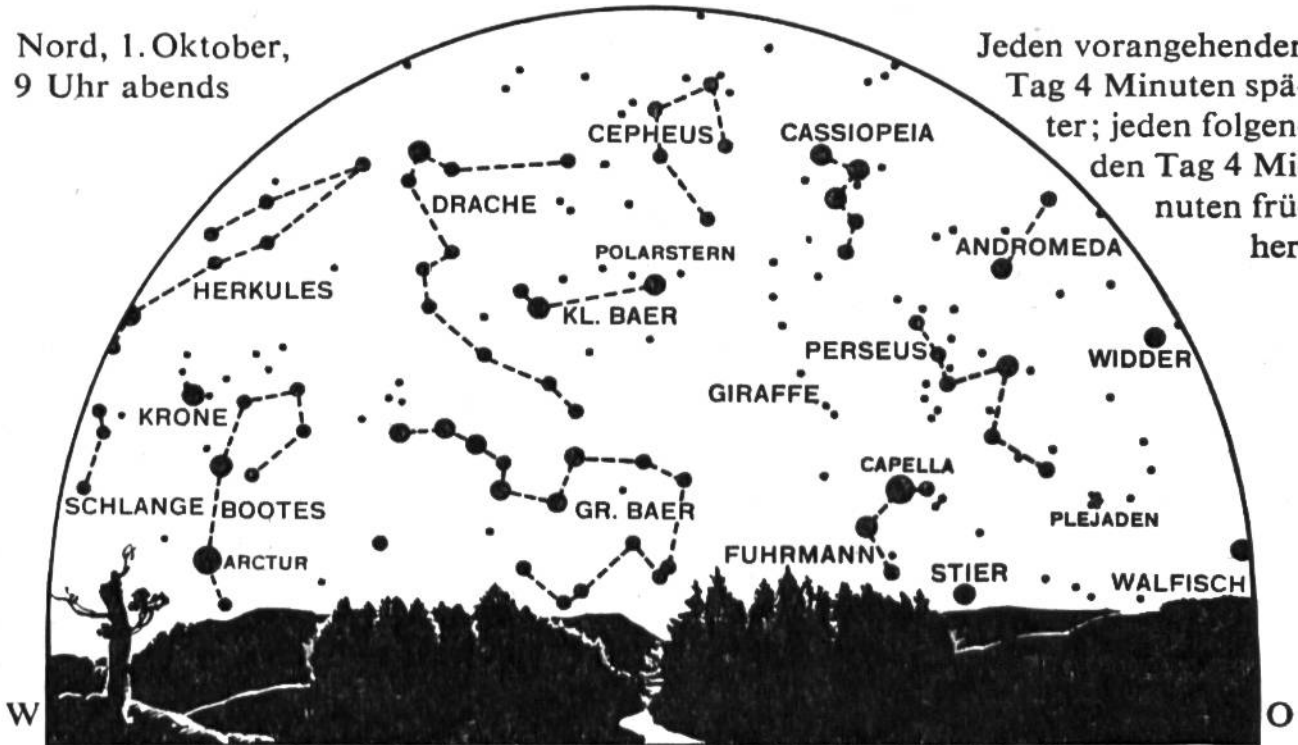 Nord, 1. Oktober,
9 Uhr abends
Jeden vorangehenden
Tag 4 Minuten spä-
ter; jeden folgen-
den Tag 4 Mi-
nuten frü-
her
CEPHEUS
CASSIOPEIA
DRACHE
ANDROMEDA
POLARSTERN
HERKULES
KL. BAER
PERSEUS
WIDDER
GIRAFFE
KRONE
CAPELLA
SCHLANGE
BOOTES
GR. BAER
PLEJADEN
ARCTUR
FUHRMANN
STIER
WALFISCH
W
O